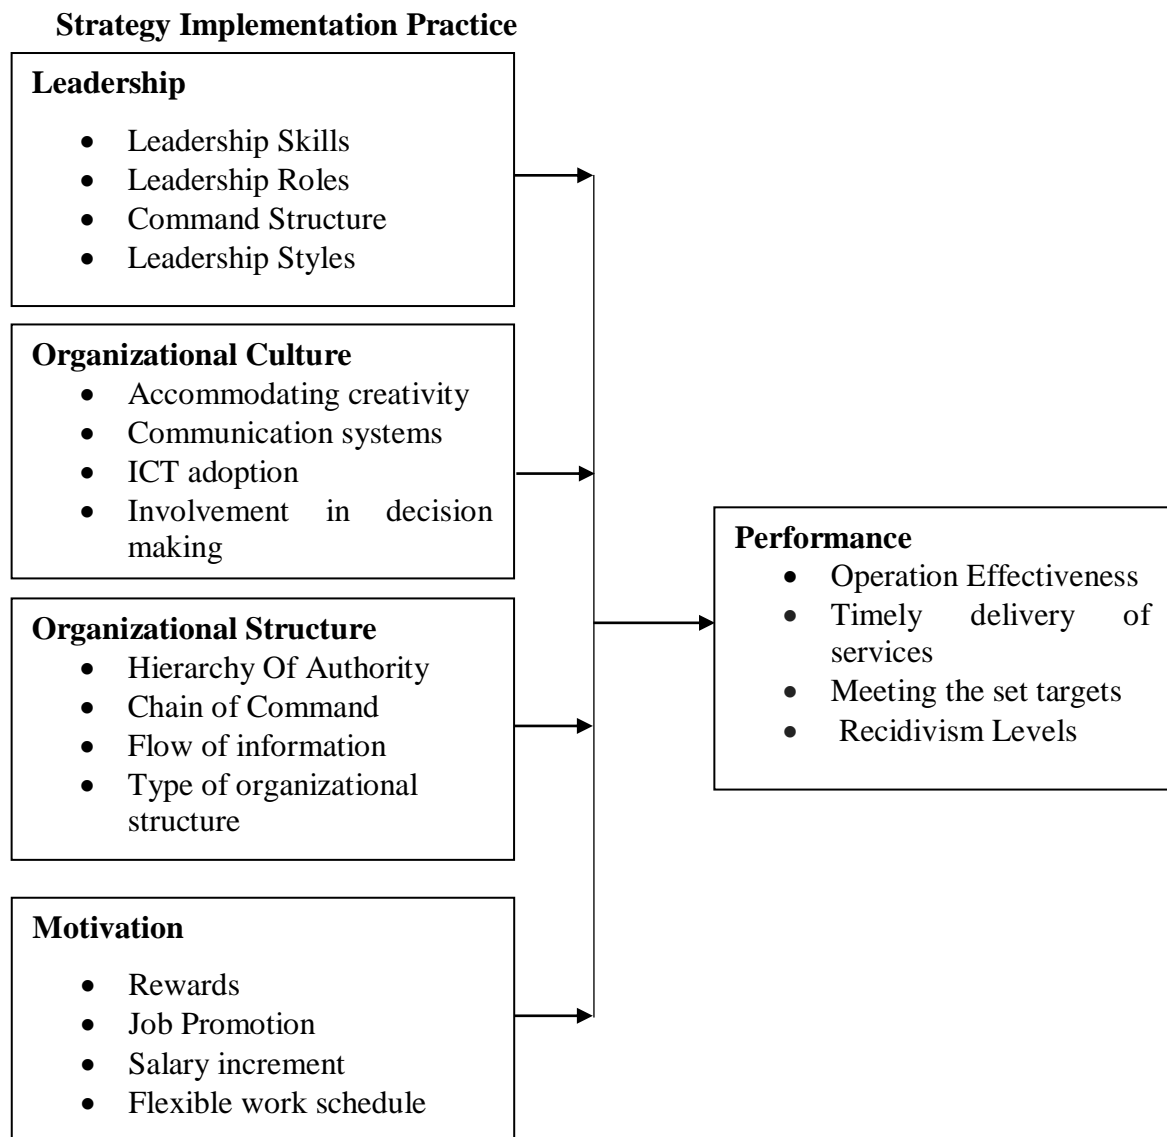 Strategy Implementation Practice
Leadership
• Leadership Skills
• Leadership Roles
• Command Structure
• Leadership Styles
Organizational Culture
• Accommodating creativity
• Communication systems
• ICT adoption
• Involvement in decision
making
Organizational Structure
• Hierarchy Of Authority
• Chain of Command
• Flow of information
• Type of organizational
structure
Motivation
• Rewards
• Job Promotion
• Salary increment
• Flexible work schedule
Performance
• Operation Effectiveness
• Timely delivery of
services
• Meeting the set targets
• Recidivism Levels